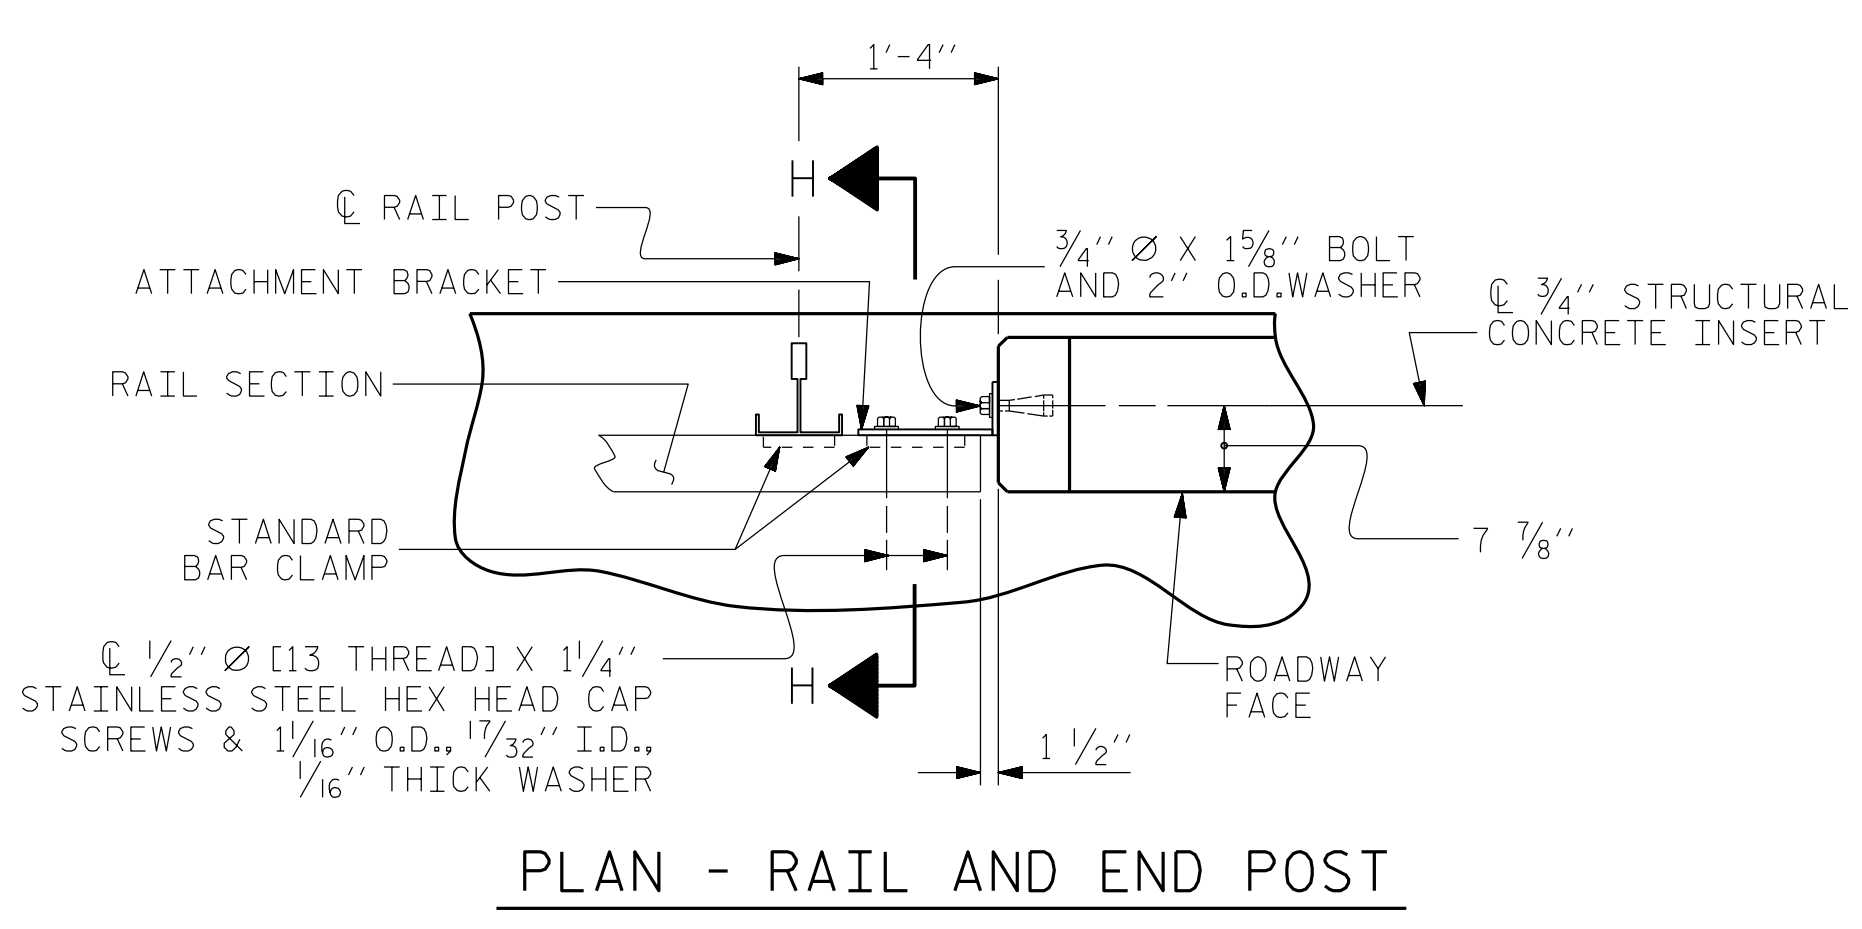 1'-4"
H
℄ RAIL POST
ATTACHMENT BRACKET
3/4" Ø X 1 5/8" BOLT
AND 2" O.D.WASHER
℄ 3/4" STRUCTURAL
CONCRETE INSERT
RAIL SECTION
STANDARD
BAR CLAMP
7 7/8"
℄ 1/2" Ø [13 THREAD] X 1 1/4"
STAINLESS STEEL HEX HEAD CAP
SCREWS & 1 1/16" O.D., 17/32" I.D.,
1/16" THICK WASHER
H
ROADWAY
FACE
1 1/2"
PLAN - RAIL AND END POST